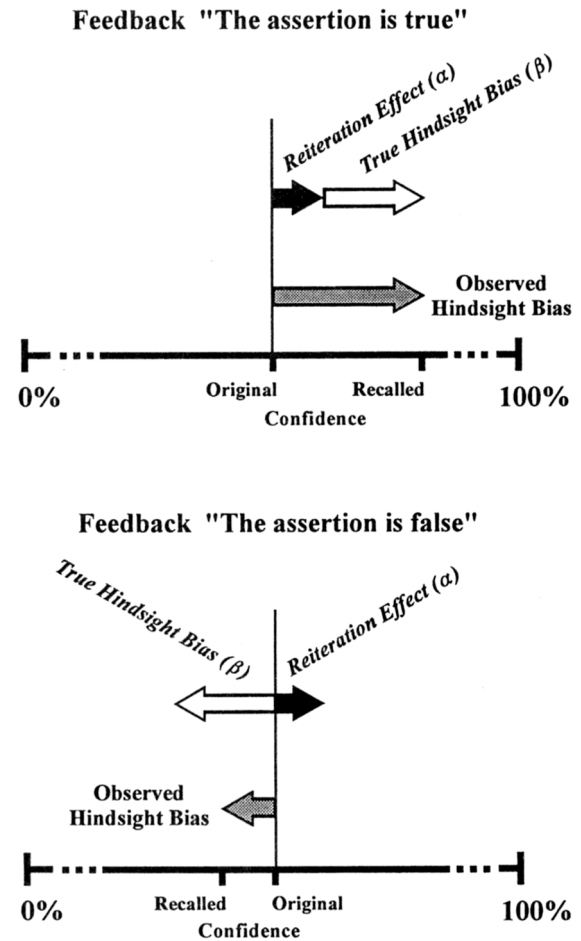 Feedback "The assertion is true"
Reiteration Effect (α)
True Hindsight Bias (β)
Observed
Hindsight Bias
Original
Recalled
0%
100%
Confidence
Feedback "The assertion is false"
True Hindsight Bias (β)
Reiteration Effect (α)
Observed
Hindsight Bias
Recalled
Original
0%
100%
Confidence